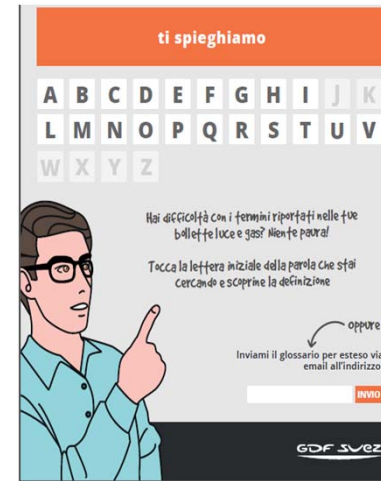 ti spieghiamo
A B C D E F G H I J K
L M N O P Q R S T U V
W X Y Z
Hai difficoltà con i termini riportati nelle tue
bollette luce e gas? Niente paura!
Tocca la lettera iniziale della parola che stai
cercando e scoprine la definizione
oppure
Inviami il glossario per esteso via
email all'indirizzo
INVIO
GDF SUEZ